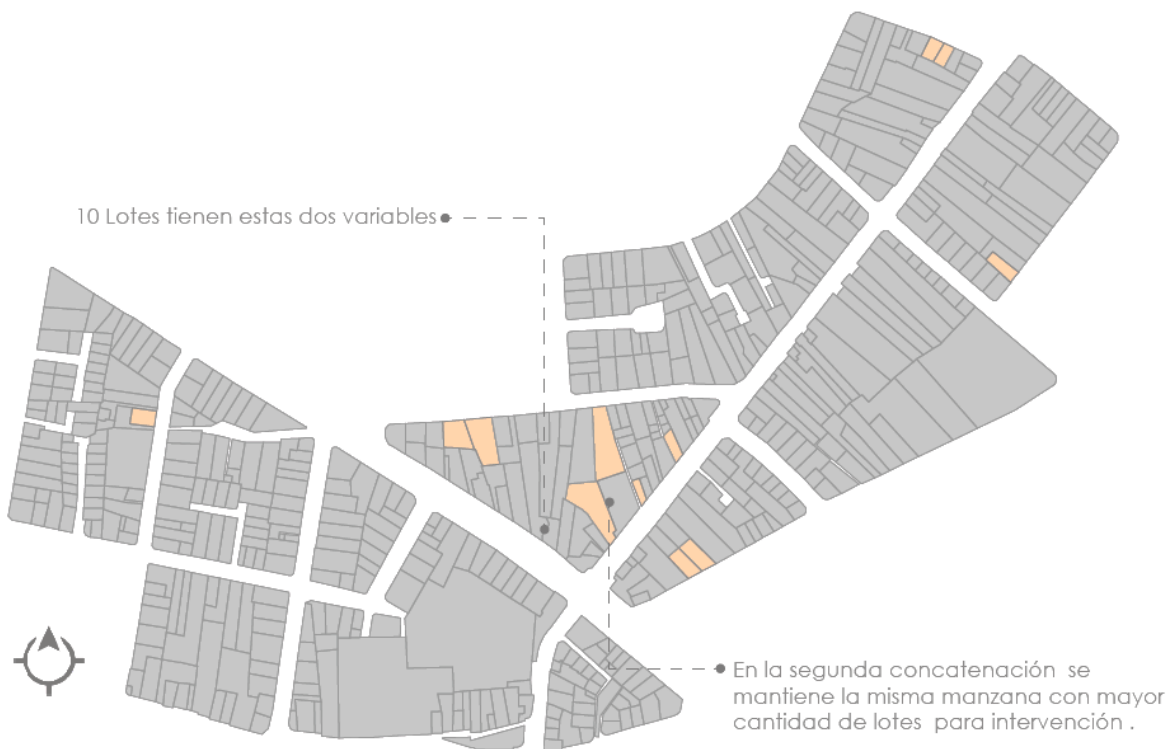 10 Lotes tienen estas dos variables
En la segunda concatenación se
mantiene la misma manzana con mayor
cantidad de lotes para intervención .